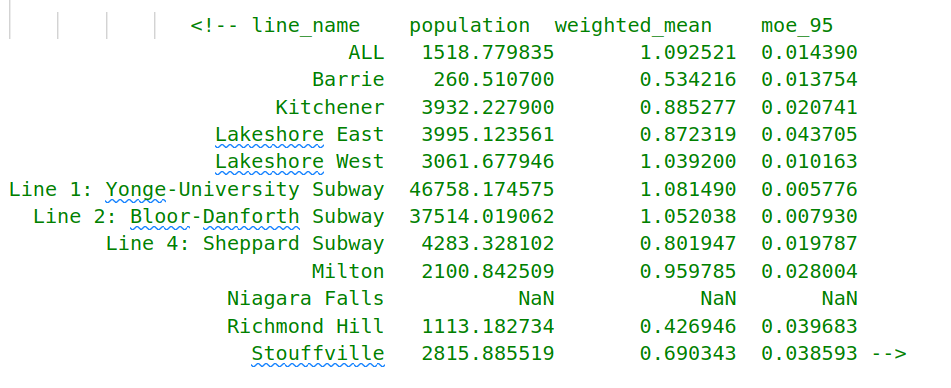 <!-- line_name population weighted_mean moe_95
ALL 1518.779835 1.092521 0.014390
Barrie 260.510700 0.534216 0.013754
Kitchener 3932.227900 0.885277 0.020741
Lakeshore East 3995.123561 0.872319 0.043705
Lakeshore West 3061.677946 1.039200 0.010163
Line 1: Yonge-University Subway 46758.174575 1.081490 0.005776
Line 2: Bloor-Danforth Subway 37514.019062 1.052038 0.007930
Line 4: Sheppard Subway 4283.328102 0.801947 0.019787
Milton 2100.842509 0.959785 0.028004
Niagara Falls NaN NaN NaN
Richmond Hill 1113.182734 0.426946 0.039683
Stouffville 2815.885519 0.690343 0.038593 -->